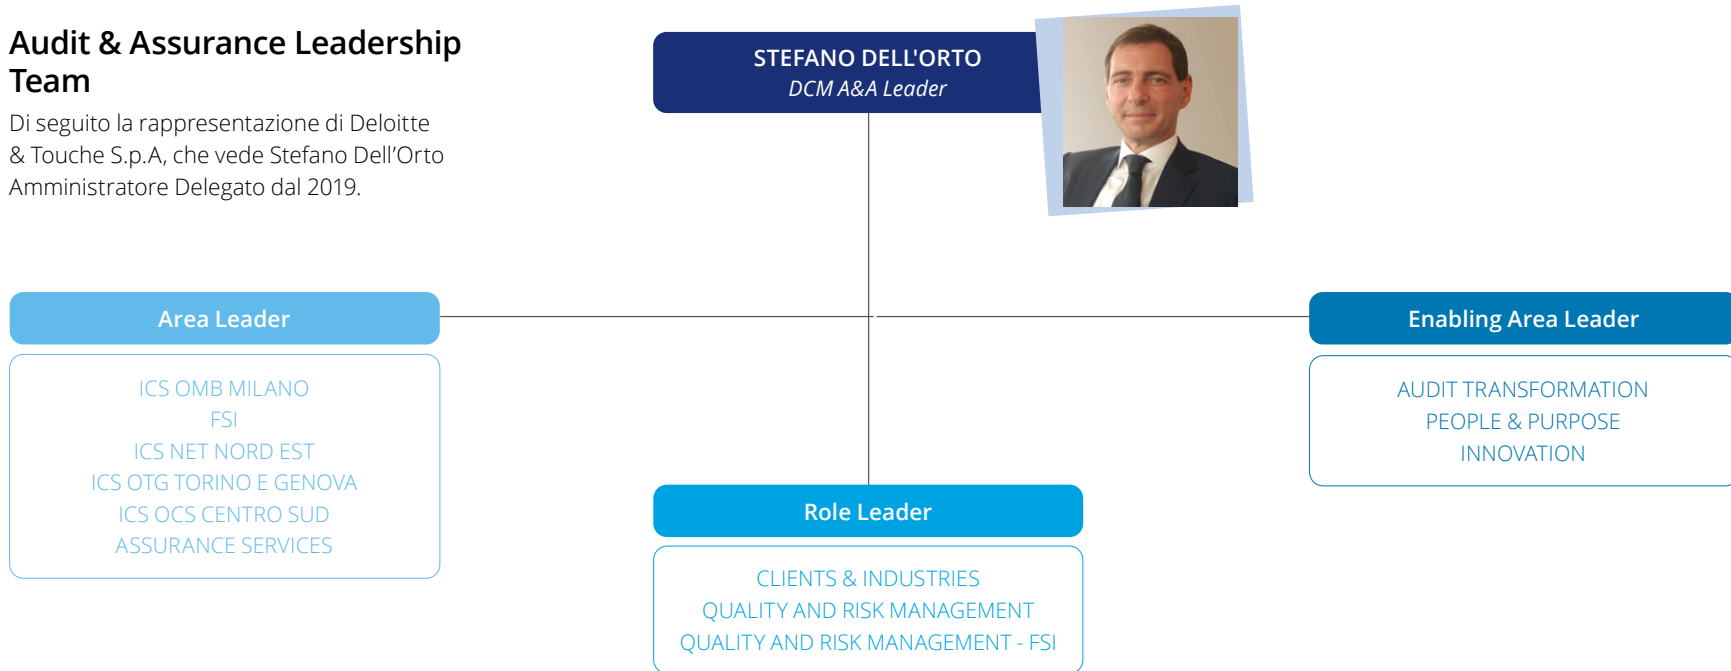 Audit & Assurance Leadership
Team
Di seguito la rappresentazione di Deloitte
& Touche S.p.A, che vede Stefano Dell’Orto
Amministratore Delegato dal 2019.
STEFANO DELL'ORTO
DCM A&A Leader
Area Leader
ICS OMB MILANO
FSI
ICS NET NORD EST
ICS OTG TORINO E GENOVA
ICS OCS CENTRO SUD
ASSURANCE SERVICES
Role Leader
CLIENTS & INDUSTRIES
QUALITY AND RISK MANAGEMENT
QUALITY AND RISK MANAGEMENT - FSI
Enabling Area Leader
AUDIT TRANSFORMATION
PEOPLE & PURPOSE
INNOVATION